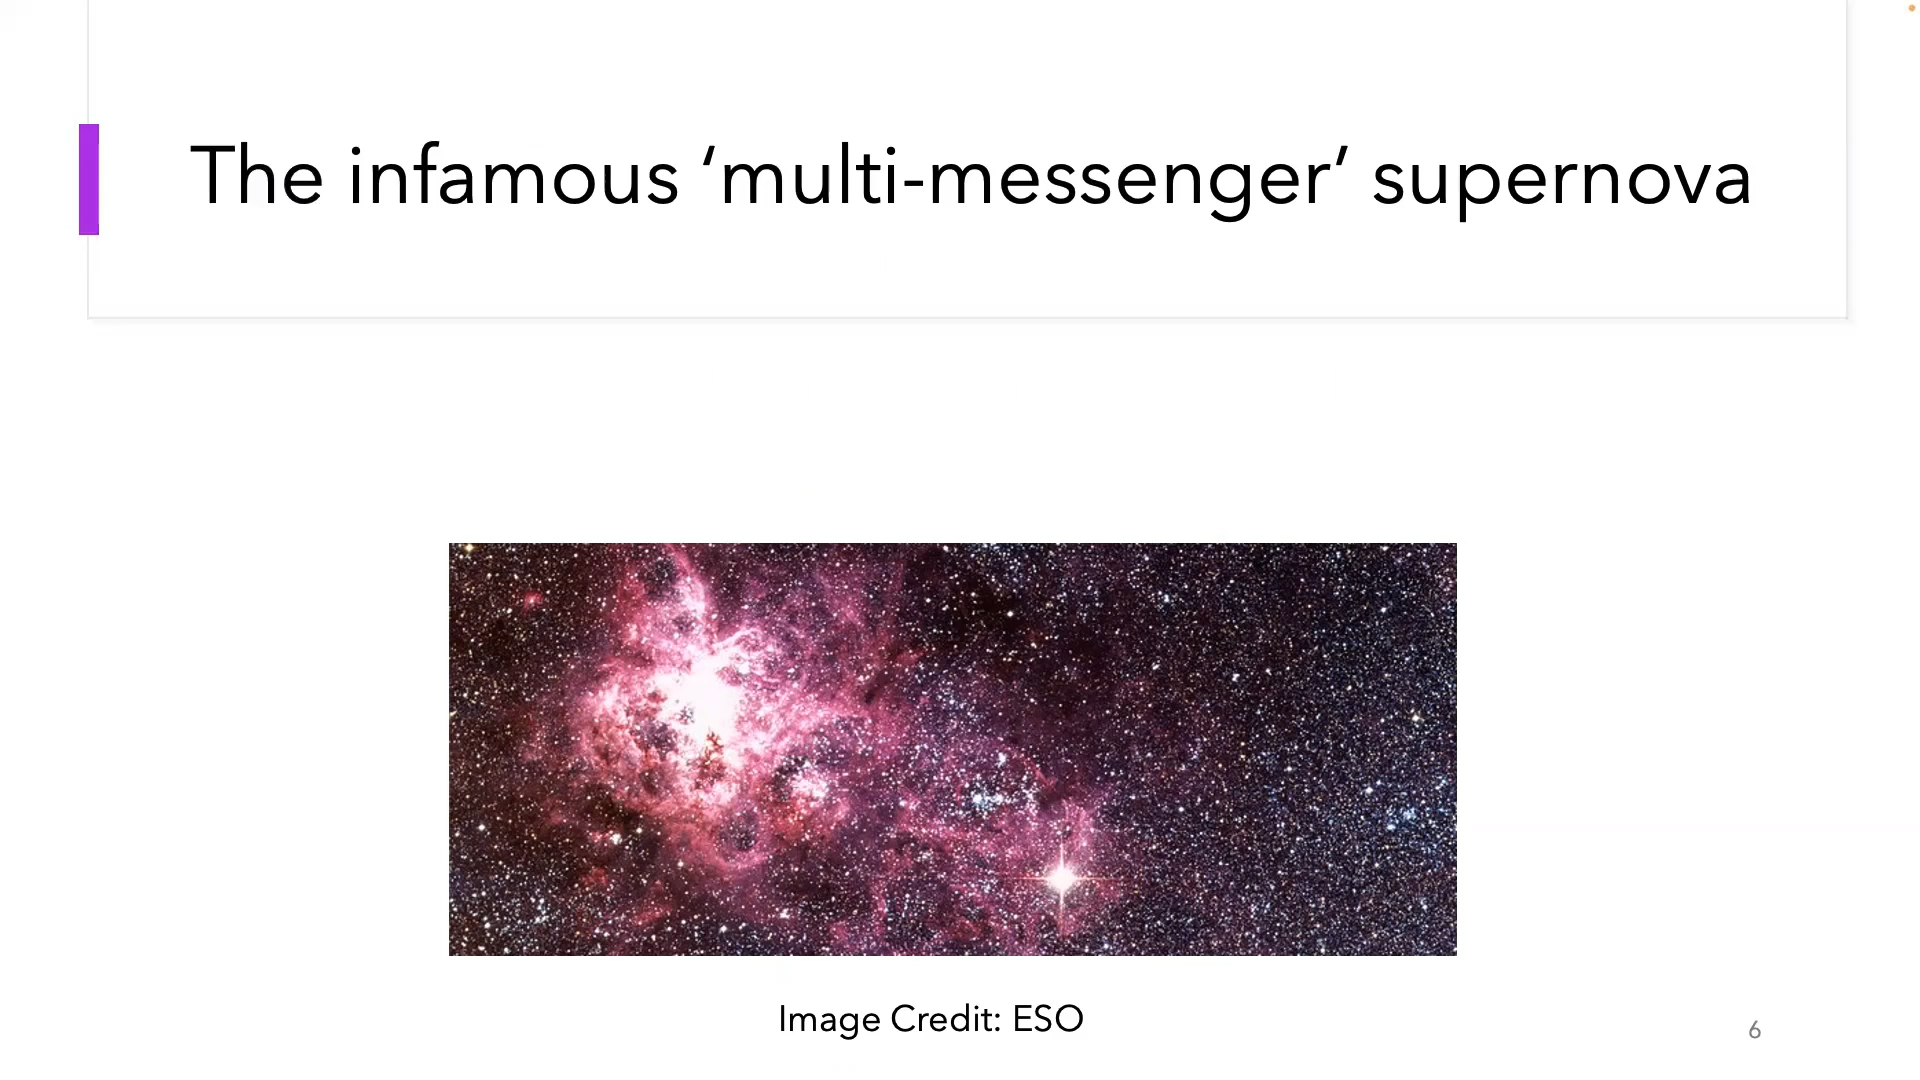 The infamous ‘multi-messenger’ supernova
Image Credit: ESO
6